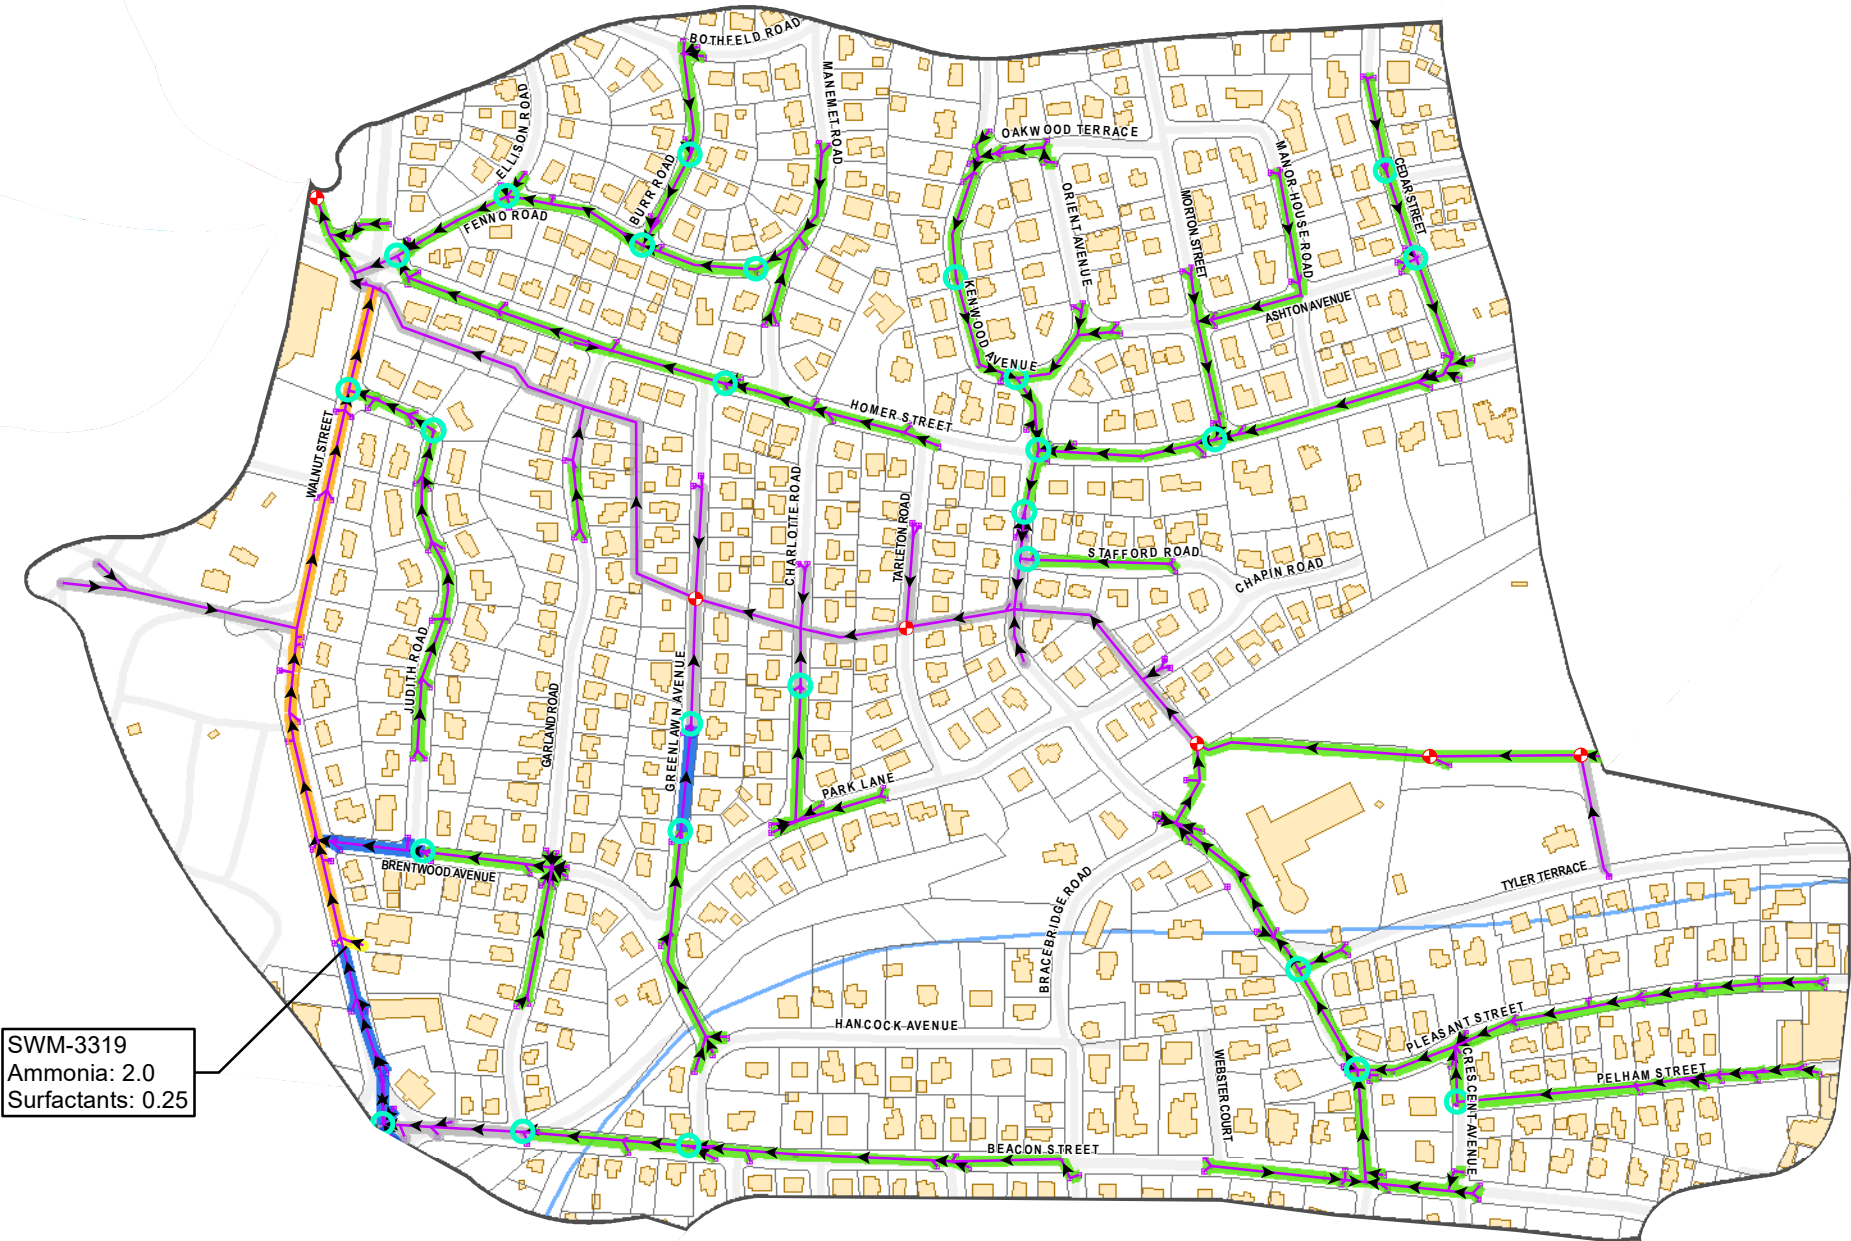 BOTHFELD ROAD
MANEMET ROAD
ELLISON ROAD
OAKWOOD TERRACE
MANOR HOUSE ROAD
CEDAR STREET
BURR ROAD
FENNO ROAD
ORIENT AVENUE
MORTON STREET
KENWOOD AVENUE
ASHTON AVENUE
HOMER STREET
WALNUT STREET
CHARLOTTE ROAD
TARLETON ROAD
STAFFORD ROAD
CHAPIN ROAD
JUDITH ROAD
GARLAND ROAD
GREENLAWN AVENUE
PARK LANE
BRENTWOOD AVENUE
BRACEBRIDGE ROAD
TYLER TERRACE
HANCOCK AVENUE
PLEASANT STREET
WEBSTER COURT
CRESCENT AVENUE
PELHAM STREET
BEACON STREET
SWM-3319
Ammonia: 2.0
Surfactants: 0.25